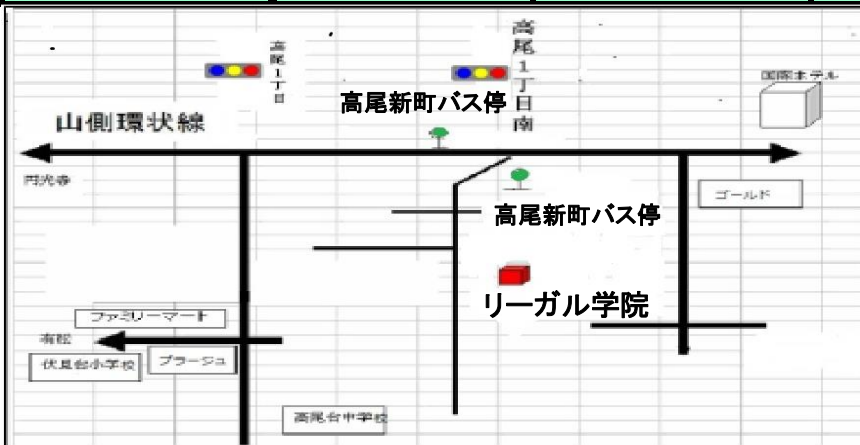 高尾1丁目
高尾1丁目南
国際ホテル
高尾新町バス停
山側環状線
円光寺
ゴールド
高尾新町バス停
リーガル学院
ファミリーマート
有松
伏見台小学校
プラージュ
高尾台中学校